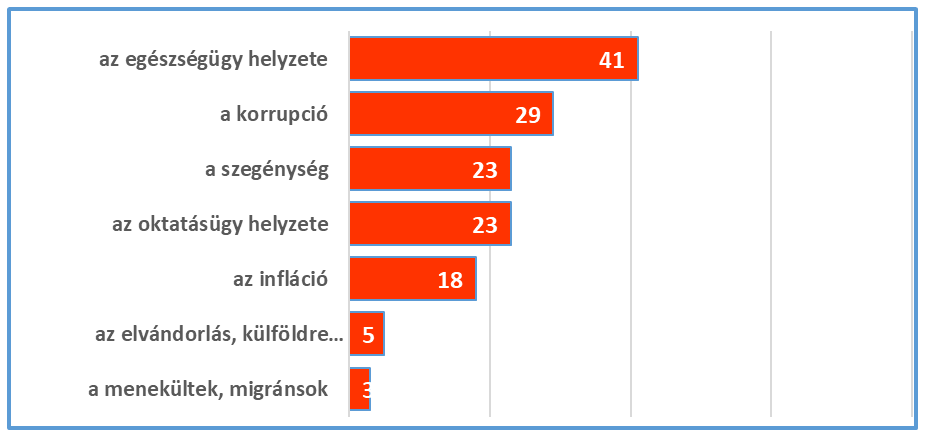 az egészségügy helyzete 41
a korrupció 29
a szegénység 23
az oktatásügy helyzete 23
az infláció 18
az elvándorlás, külföldre... 5
a menekültek, migránsok 3